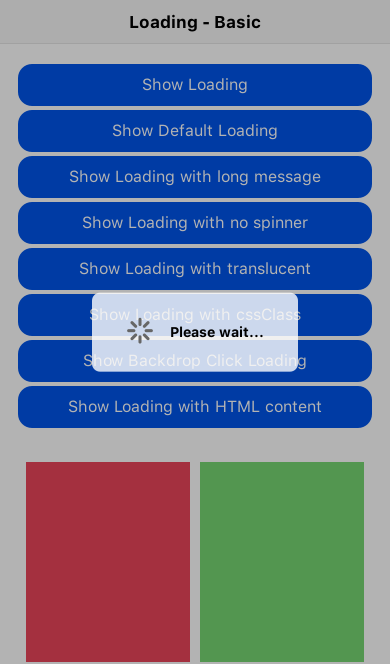 Loading - Basic
Show Loading
Show Default Loading
Show Loading with long message
Show Loading with no spinner
Show Loading with translucent
Show Loading with cssClass
Please wait...
Show Backdrop Click Loading
Show Loading with HTML content